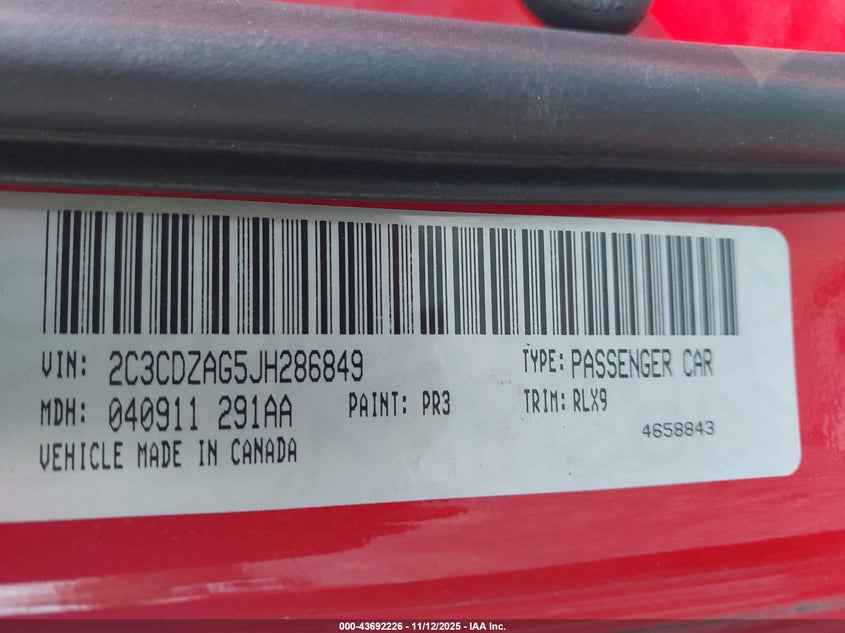 VIN: 2C3CDZAG5JH286849 TYPE: PASSENGER CAR
MDH: 040911 291AA PAINT: PR3 TRIM: RLX9
4658843
VEHICLE MADE IN CANADA
000-43692226 - 11/12/2025 - IAA Inc.